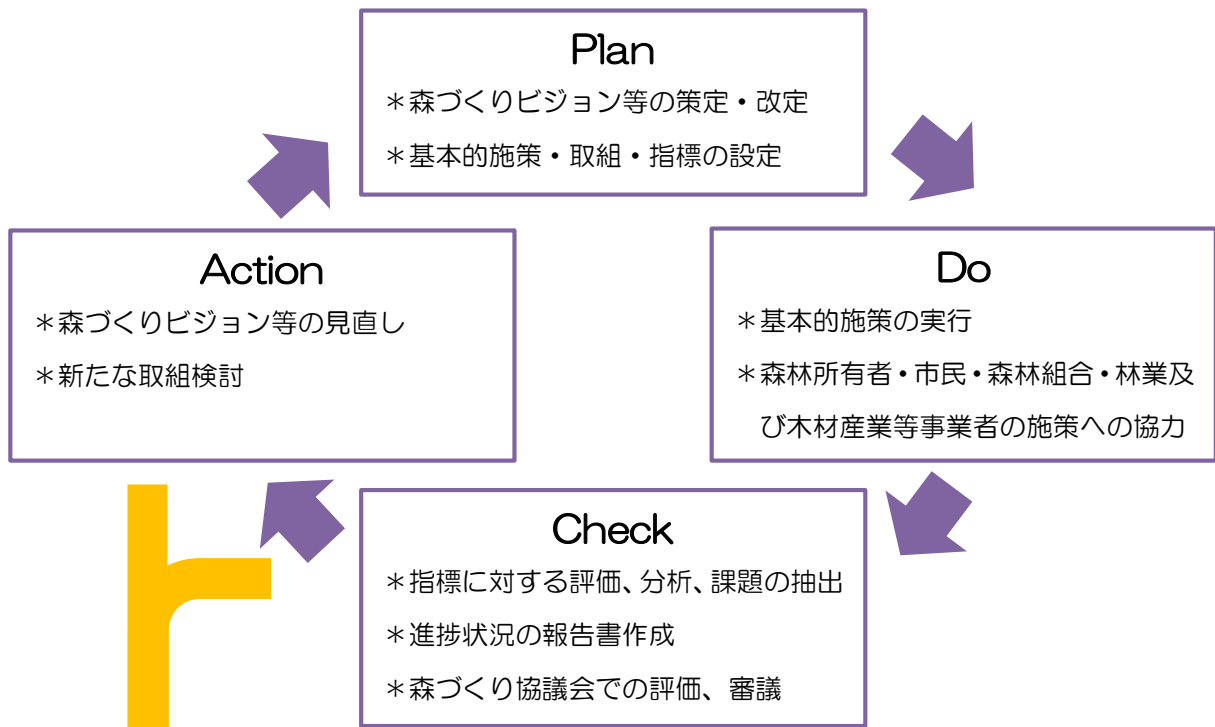 Plan
＊森づくりビジョン等の策定・改定
＊基本的施策・取組・指標の設定
Action
＊森づくりビジョン等の見直し
＊新たな取組検討
Do
＊基本的施策の実行
＊森林所有者・市民・森林組合・林業及
び木材産業等事業者の施策への協力
Check
＊指標に対する評価、分析、課題の抽出
＊進捗状況の報告書作成
＊森づくり協議会での評価、審議